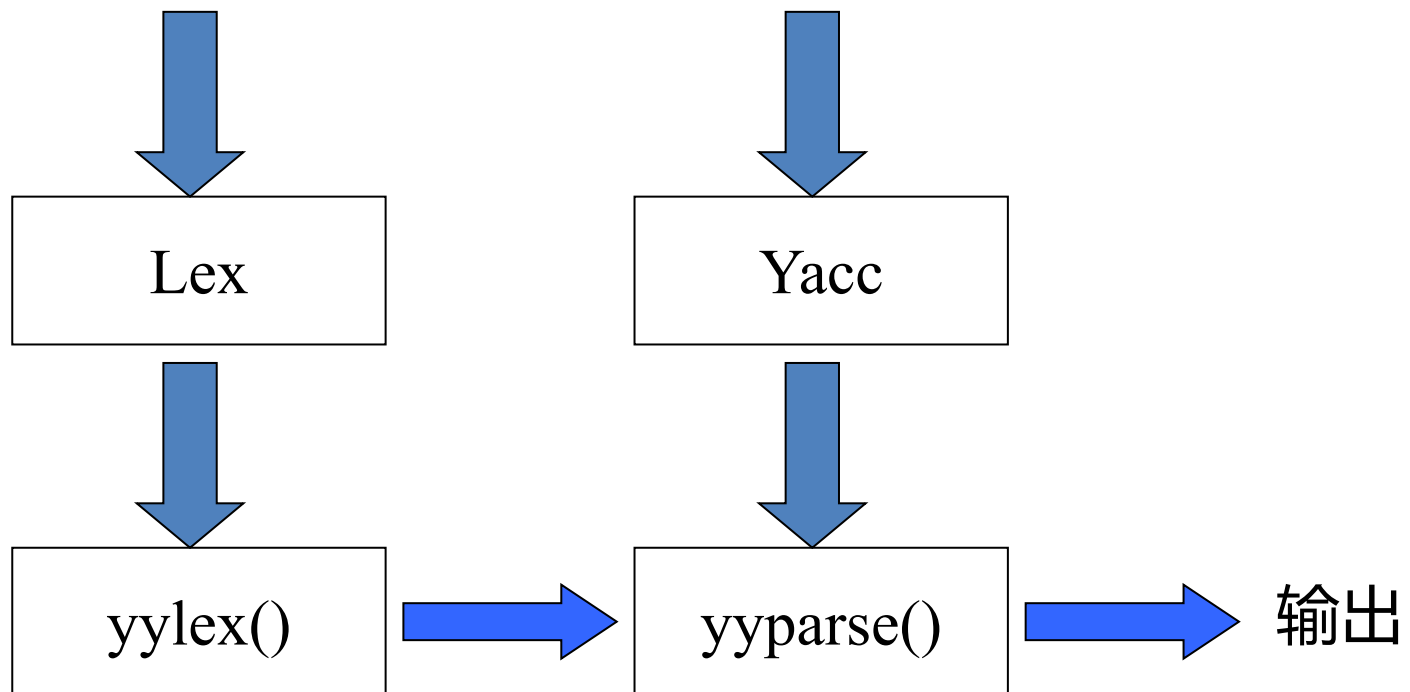 Lex
Yacc
yylex()
yyparse()
输出